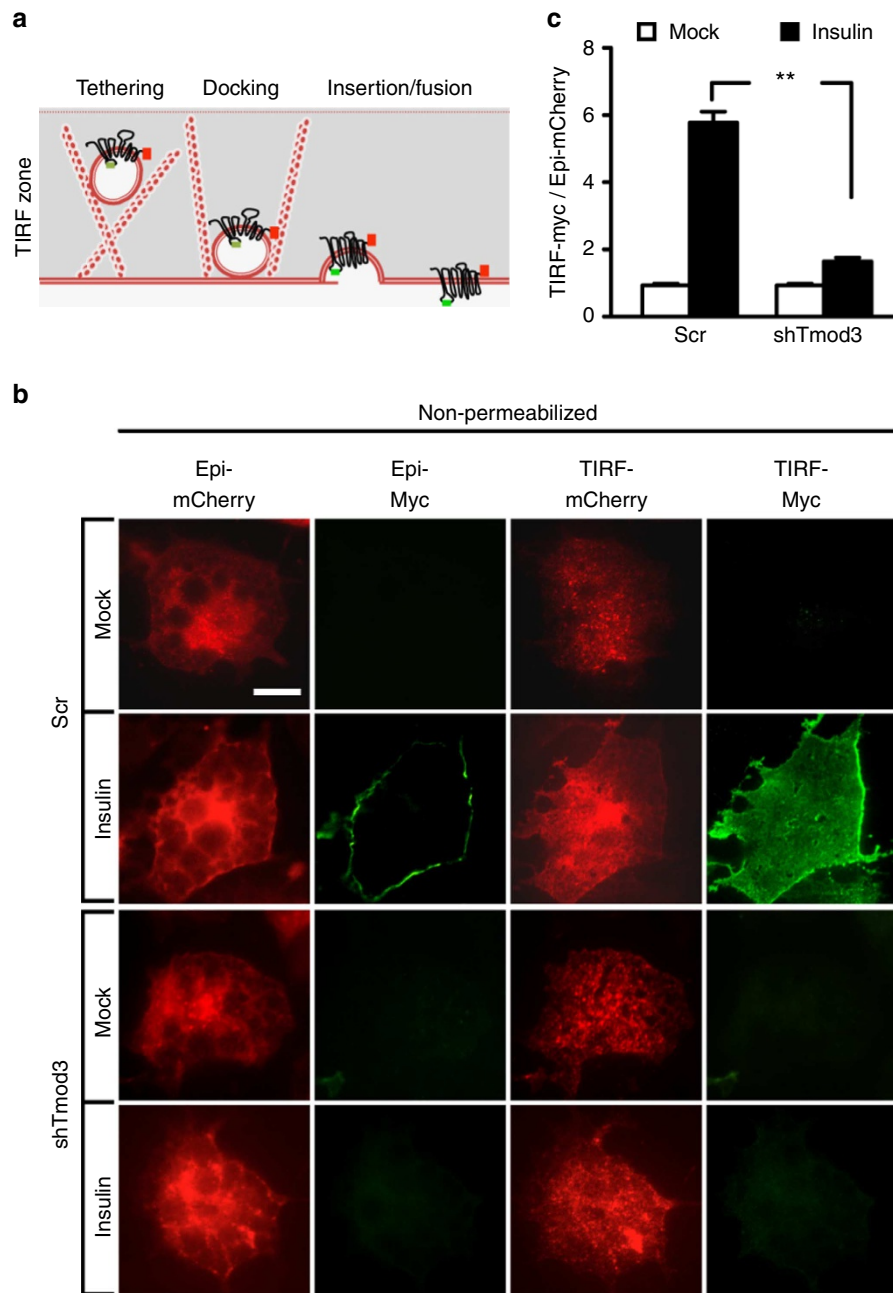 a
Tethering Docking Insertion/fusion
TIRF zone
c
Mock Insulin
8
6
4
2
0
**
TIRF-myc / Epi-mCherry
Scr shTmod3
b
Non-permeabilized
Epi- Epi- TIRF- TIRF-
mCherry Myc mCherry Myc
Scr
Mock
Insulin
shTmod3
Mock
Insulin